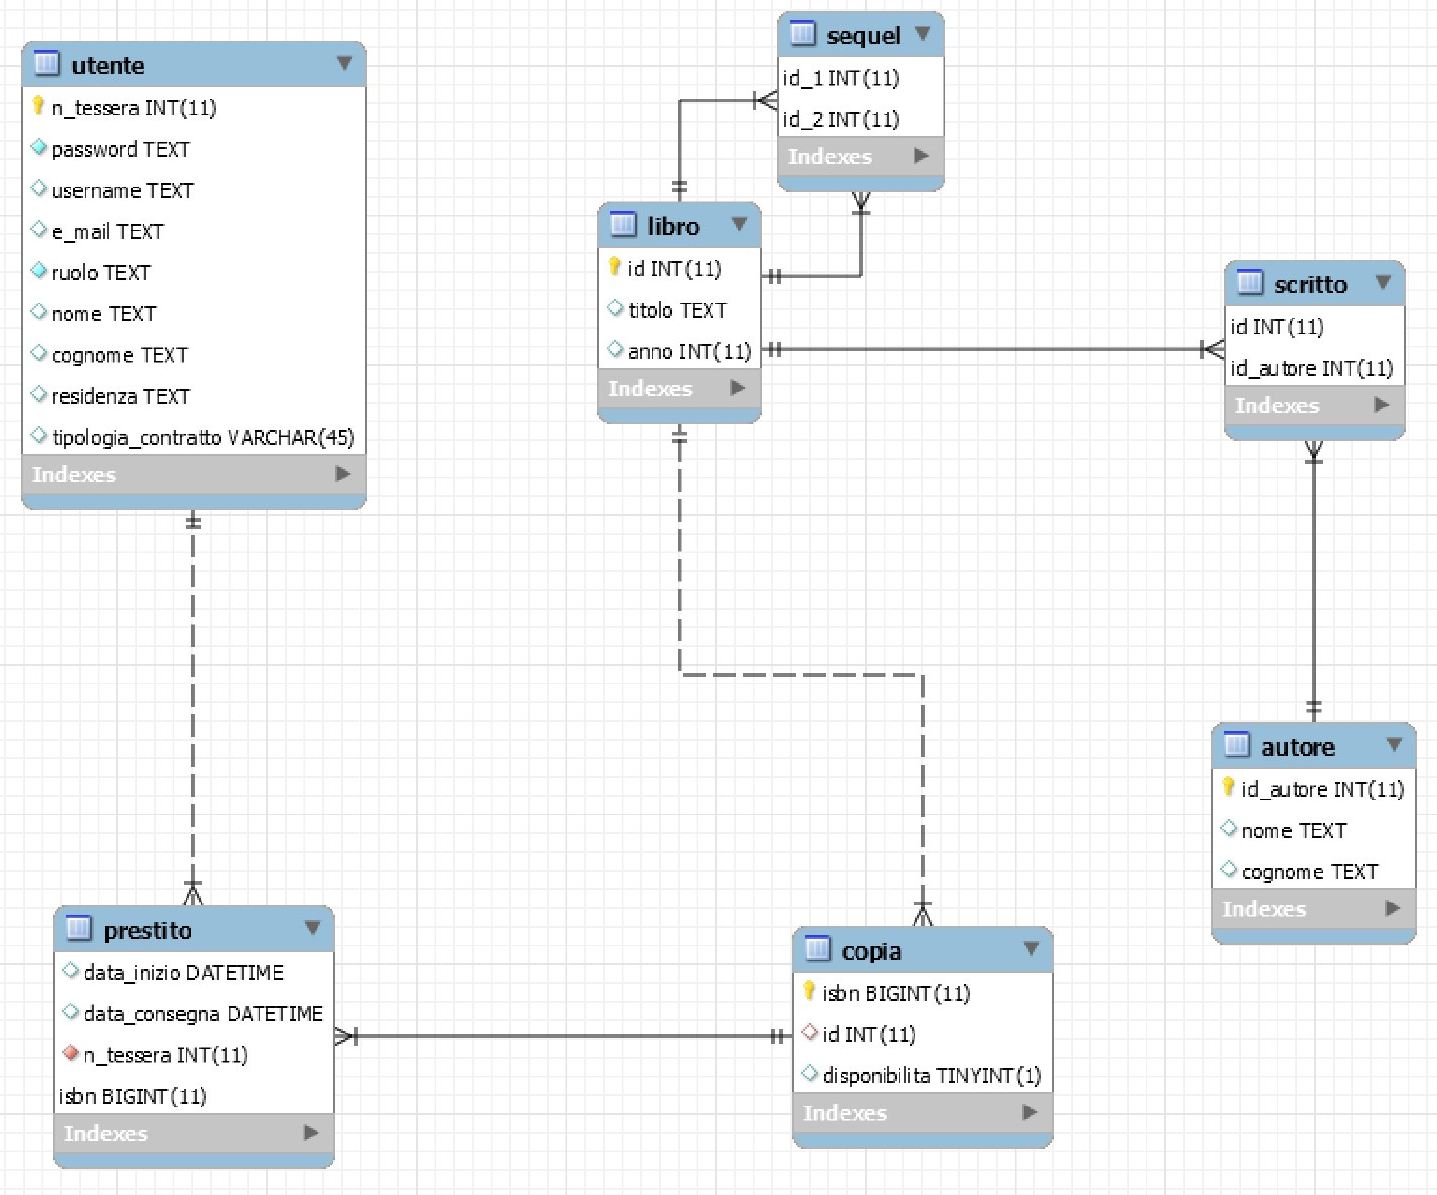 utente
n_tessera INT(11)
password TEXT
username TEXT
e_mail TEXT
ruolo TEXT
nome TEXT
cognome TEXT
residenza TEXT
tipologia_contratto VARCHAR(45)
Indexes
sequel
id_1 INT(11)
id_2 INT(11)
Indexes
libro
id INT(11)
titolo TEXT
anno INT(11)
Indexes
scritto
id INT(11)
id_autore INT(11)
Indexes
autore
id_autore INT(11)
nome TEXT
cognome TEXT
Indexes
prestito
data_inizio DATETIME
data_consegna DATETIME
n_tessera INT(11)
isbn BIGINT(11)
Indexes
copia
isbn BIGINT(11)
id INT(11)
disponibilita TINYINT(1)
Indexes